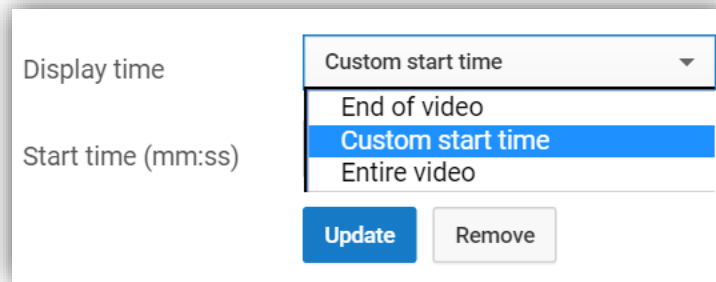 Display time
Custom start time
End of video
Custom start time
Start time (mm:ss)
Entire video
Update
Remove